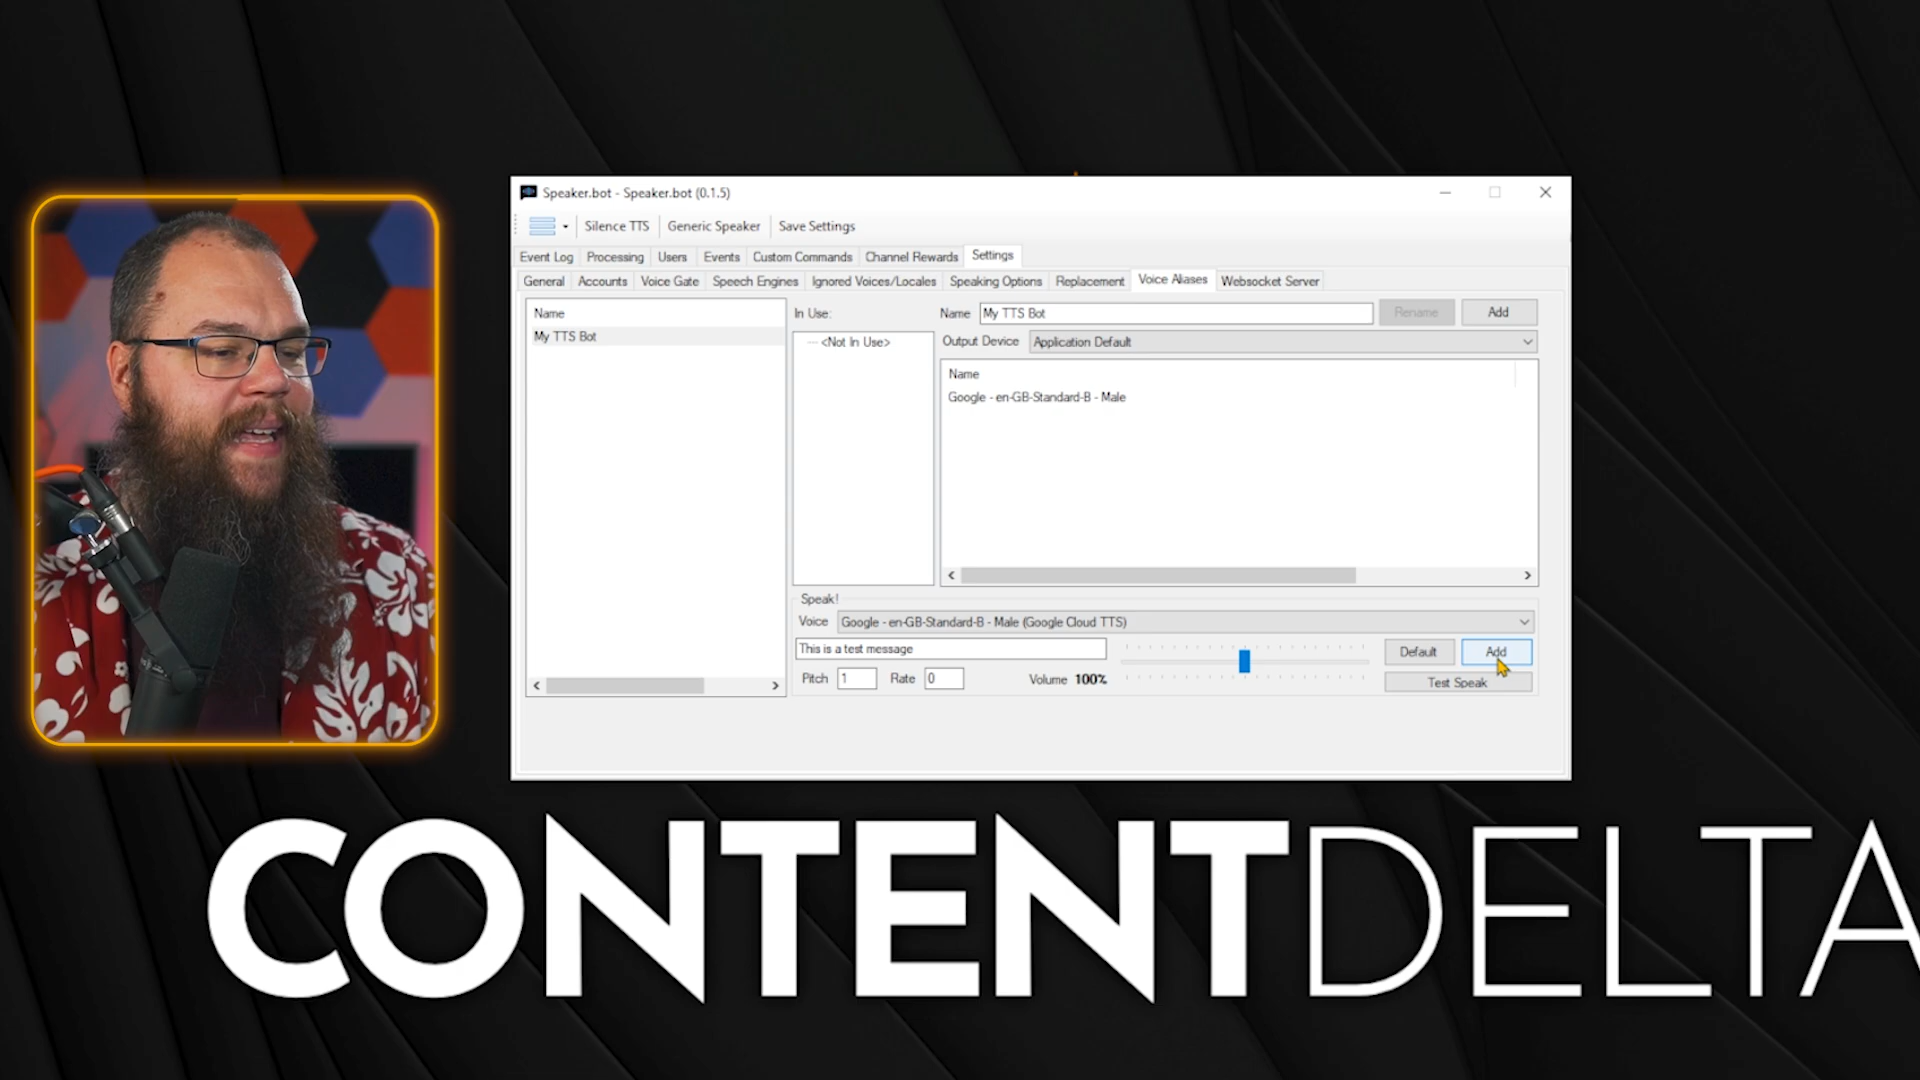 Speaker.bot - Speaker.bot (0.1.5)
Silence TTS Generic Speaker Save Settings
Event Log Processing Users Events Custom Commands Channel Rewards Settings
General Accounts Voice Gate Speech Engines Ignored Voices/Locales Speaking Options Replacement Voice Aliases Websocket Server
Name
My TTS Bot
In Use:
<Not In Use>
Name My TTS Bot Rename Add
Output Device Application Default
Name
Google - en-GB-Standard-B - Male
Speak!
Voice Google - en-GB-Standard-B - Male (Google Cloud TTS)
This is a test message
Default Add
Pitch 1 Rate 0 Volume 100%
Test Speak
CONTENTDELTA